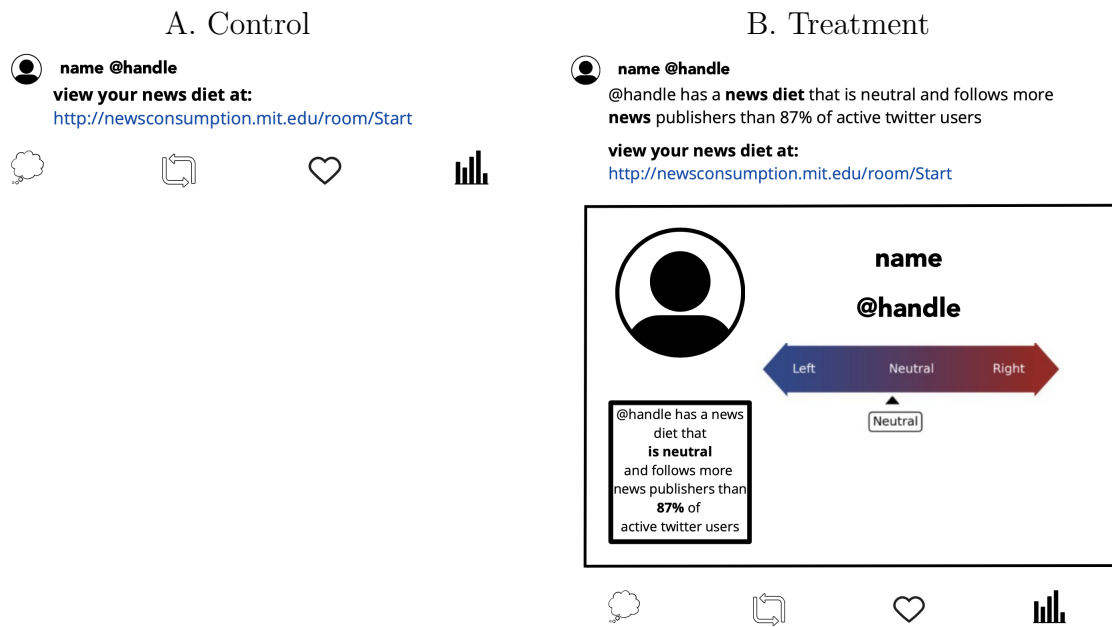 A. Control
name @handle
view your news diet at:
http://newsconsumption.mit.edu/room/Start
B. Treatment
name @handle
@handle has a news diet that is neutral and follows more
news publishers than 87% of active twitter users
view your news diet at:
http://newsconsumption.mit.edu/room/Start
name
@handle
Left Neutral Right
Neutral
@handle has a news
diet that
is neutral
and follows more
news publishers than
87% of
active twitter users